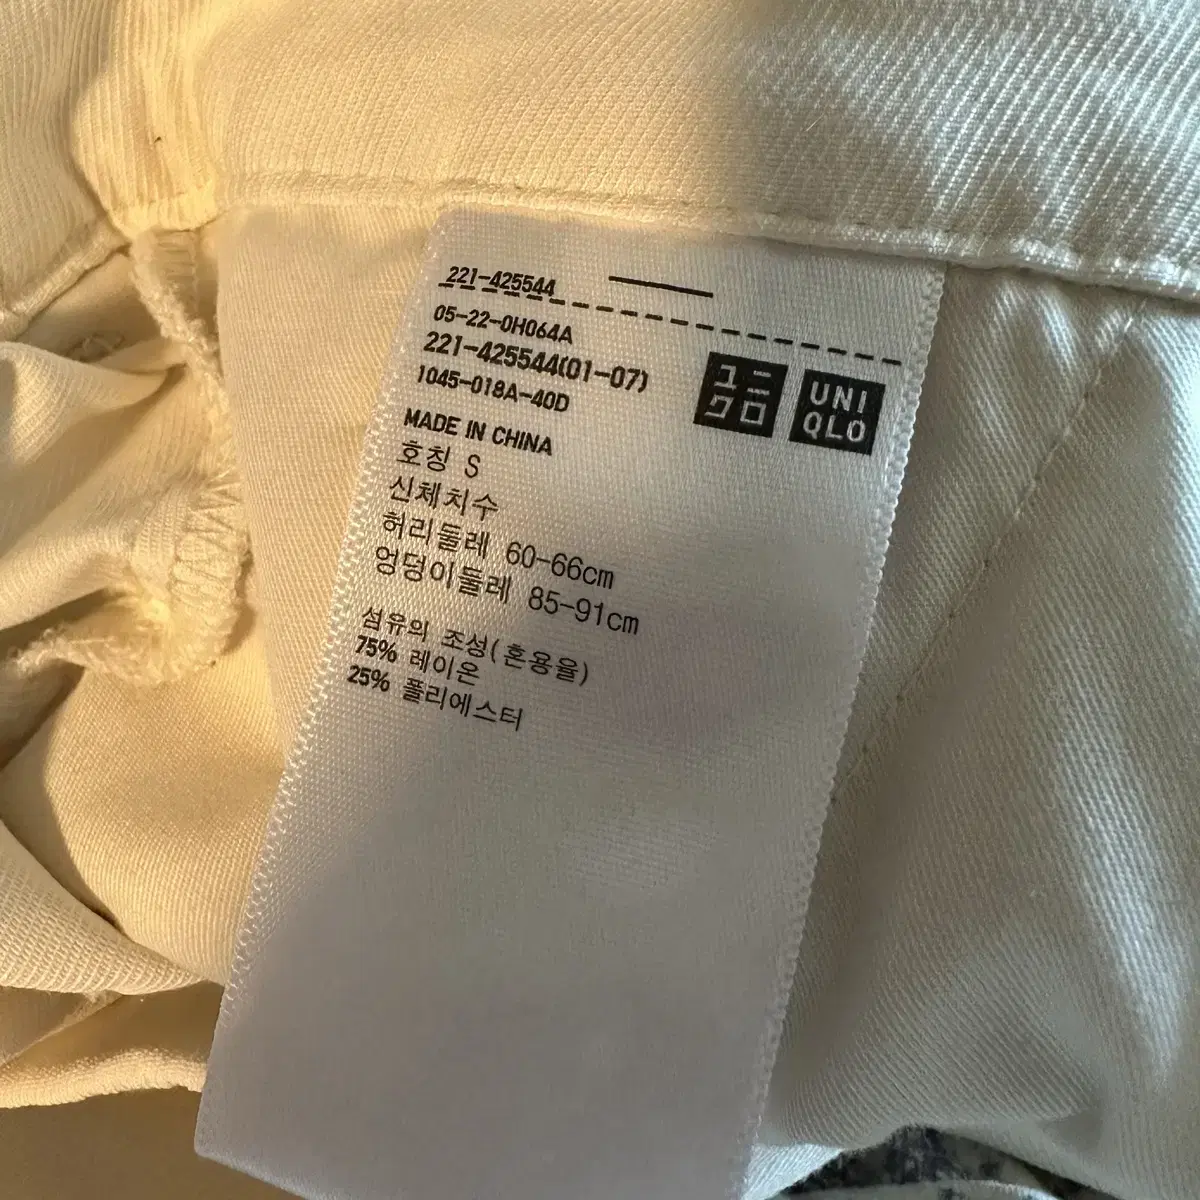 221-425544
05-22-0H064A
221-425544(01-07)
1045-018A-40D
ユニ
クロ
UNI
QLO
MADE IN CHINA
호칭 S
신체치수
허리둘레 60-66cm
엉덩이둘레 85-91cm
섬유의 조성(혼용율)
75% 레이온
25% 폴리에스터